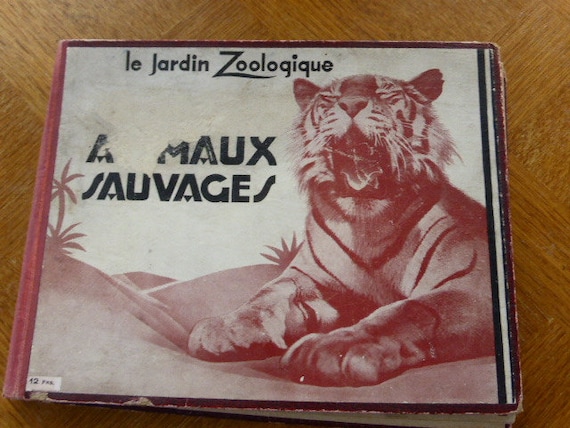 le Jardin Zoologique
A MAUX
SAUVAGES
12 FRS.